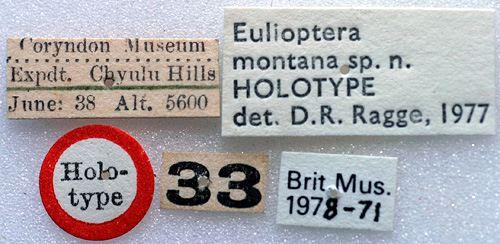 Coryndon Museum
Expdt. Chyulu Hills
June: 38 Alt. 5600
Eulioptera
montana sp. n.
HOLOTYPE
det. D.R. Ragge, 1977
Holo-
type
33
Brit Mus.
1978-71